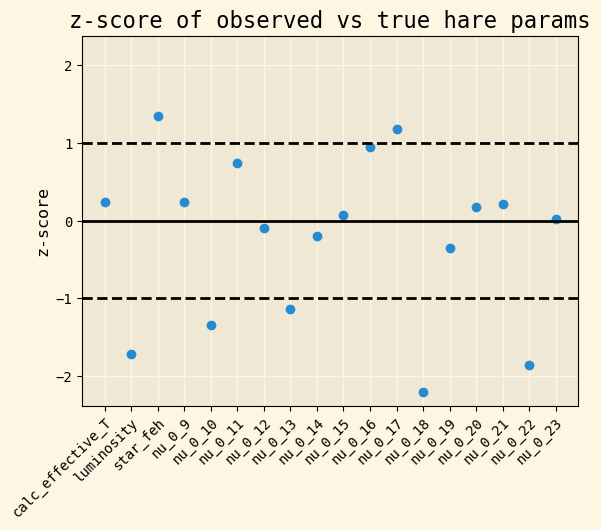 z-score of observed vs true hare params
z-score
2
1
0
−1
−2
calc_effective_T
luminosity
star_feh
nu_0_9
nu_0_10
nu_0_11
nu_0_12
nu_0_13
nu_0_14
nu_0_15
nu_0_16
nu_0_17
nu_0_18
nu_0_19
nu_0_20
nu_0_21
nu_0_22
nu_0_23